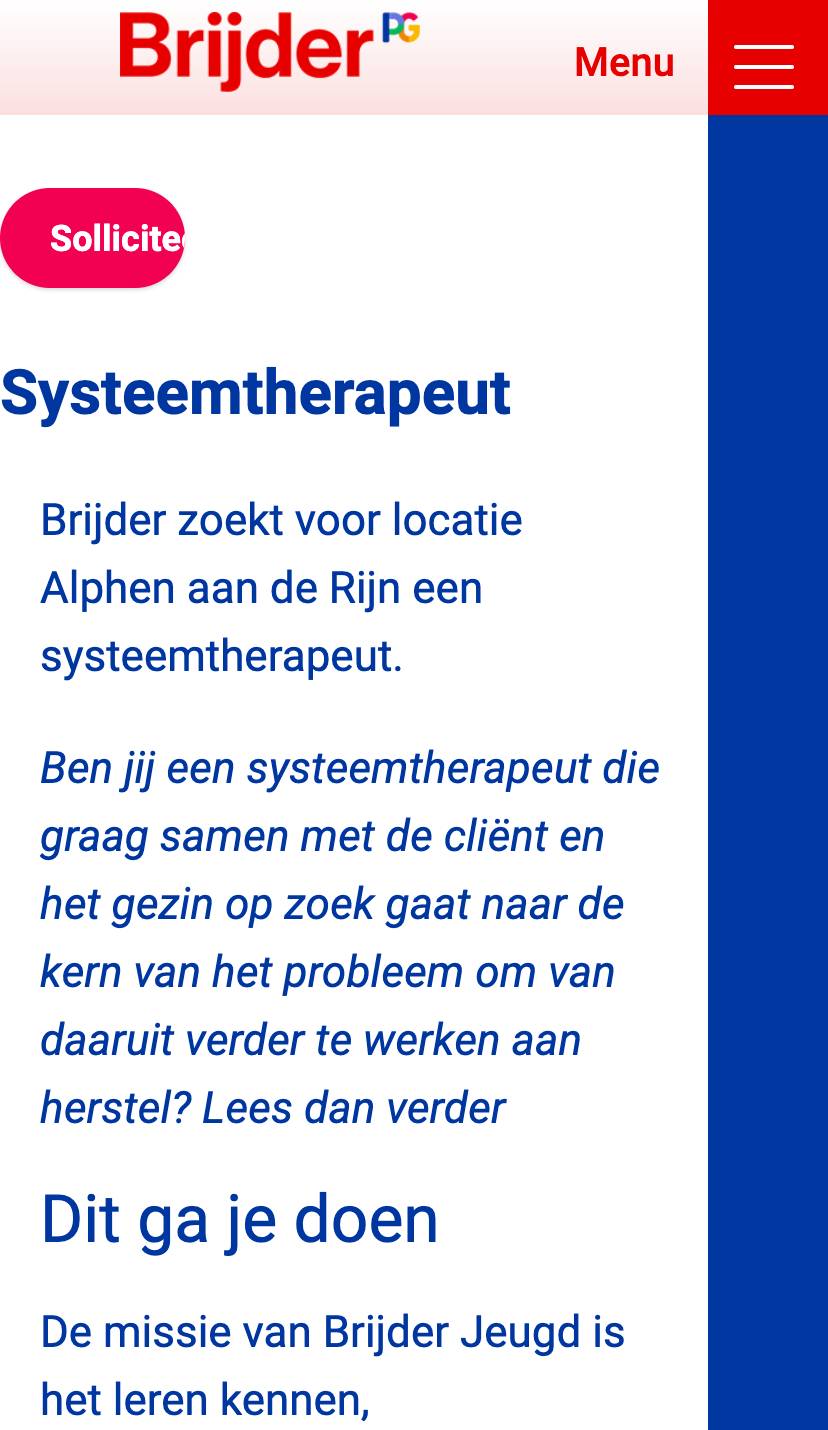 Brijder PG
Menu
Sollicitee
Systeemtherapeut
Brijder zoekt voor locatie
Alphen aan de Rijn een
systeemtherapeut.
Ben jij een systeemtherapeut die
graag samen met de cliënt en
het gezin op zoek gaat naar de
kern van het probleem om van
daaruit verder te werken aan
herstel? Lees dan verder
Dit ga je doen
De missie van Brijder Jeugd is
het leren kennen,